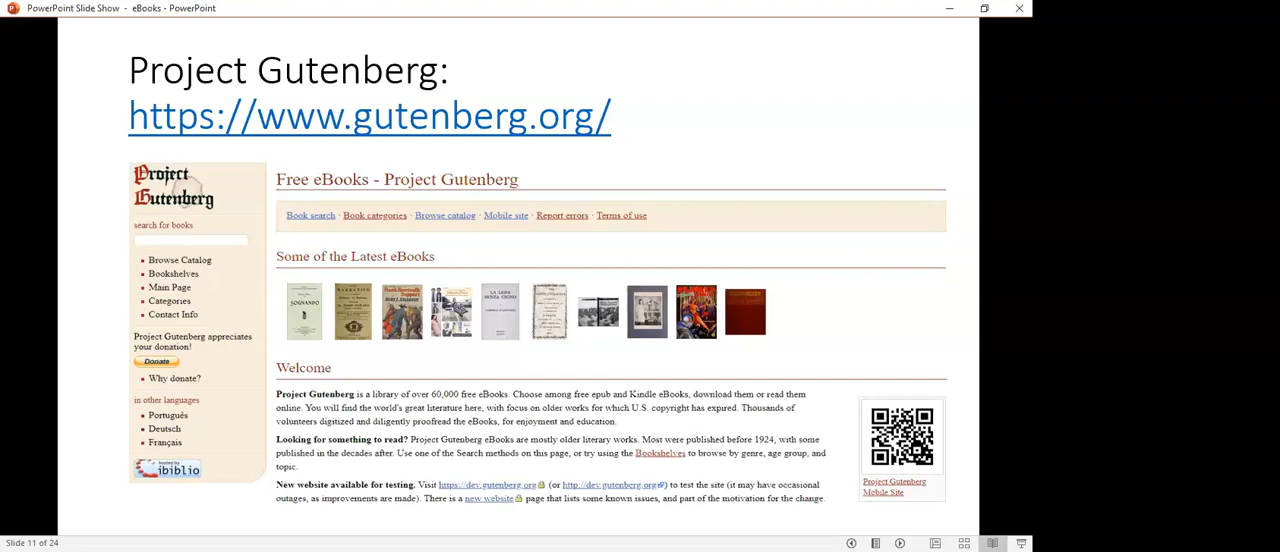 PowerPoint Slide Show - eBooks - PowerPoint
Project Gutenberg:
https://www.gutenberg.org/
Project
Gutenberg
search for books
Browse Catalog
Bookshelves
Main Page
Categories
Contact Info
Project Gutenberg appreciates
your donation!
Donate
Why donate?
in other languages
Português
Deutsch
Français
hosted by
ibiblio
Free eBooks - Project Gutenberg
Book search · Book categories · Browse catalog · Mobile site · Report errors · Terms of use
Some of the Latest eBooks
SOGNANDO
NARRATIVE
LA LEDA
SENZA CIGNO
Welcome
Project Gutenberg is a library of over 60,000 free eBooks. Choose among free epub and Kindle eBooks, download them or read them
online. You will find the world's great literature here, with focus on older works for which U.S. copyright has expired. Thousands of
volunteers digitized and diligently proofread the eBooks, for enjoyment and education.
Looking for something to read? Project Gutenberg eBooks are mostly older literary works. Most were published before 1924, with some
published in the decades after. Use one of the Search methods on this page, or try using the Bookshelves to browse by genre, age group, and
topic.
New website available for testing. Visit https://dev.gutenberg.org (or http://dev.gutenberg.org) to test the site (it may have occasional
outages, as improvements are made). There is a new website page that lists some known issues, and part of the motivation for the change.
Project Gutenberg
Mobile Site
Slide 11 of 24